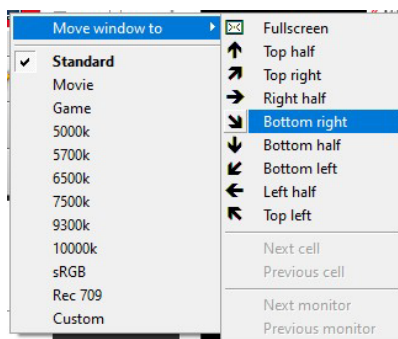 Move window to
Standard
Movie
Game
5000k
5700k
6500k
7500k
9300k
10000k
sRGB
Rec 709
Custom
Fullscreen
Top half
Top right
Right half
Bottom right
Bottom half
Bottom left
Left half
Top left
Next cell
Previous cell
Next monitor
Previous monitor